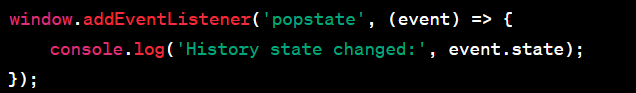 window.addEventListener('popstate', (event) => {
    console.log('History state changed:', event.state);
});